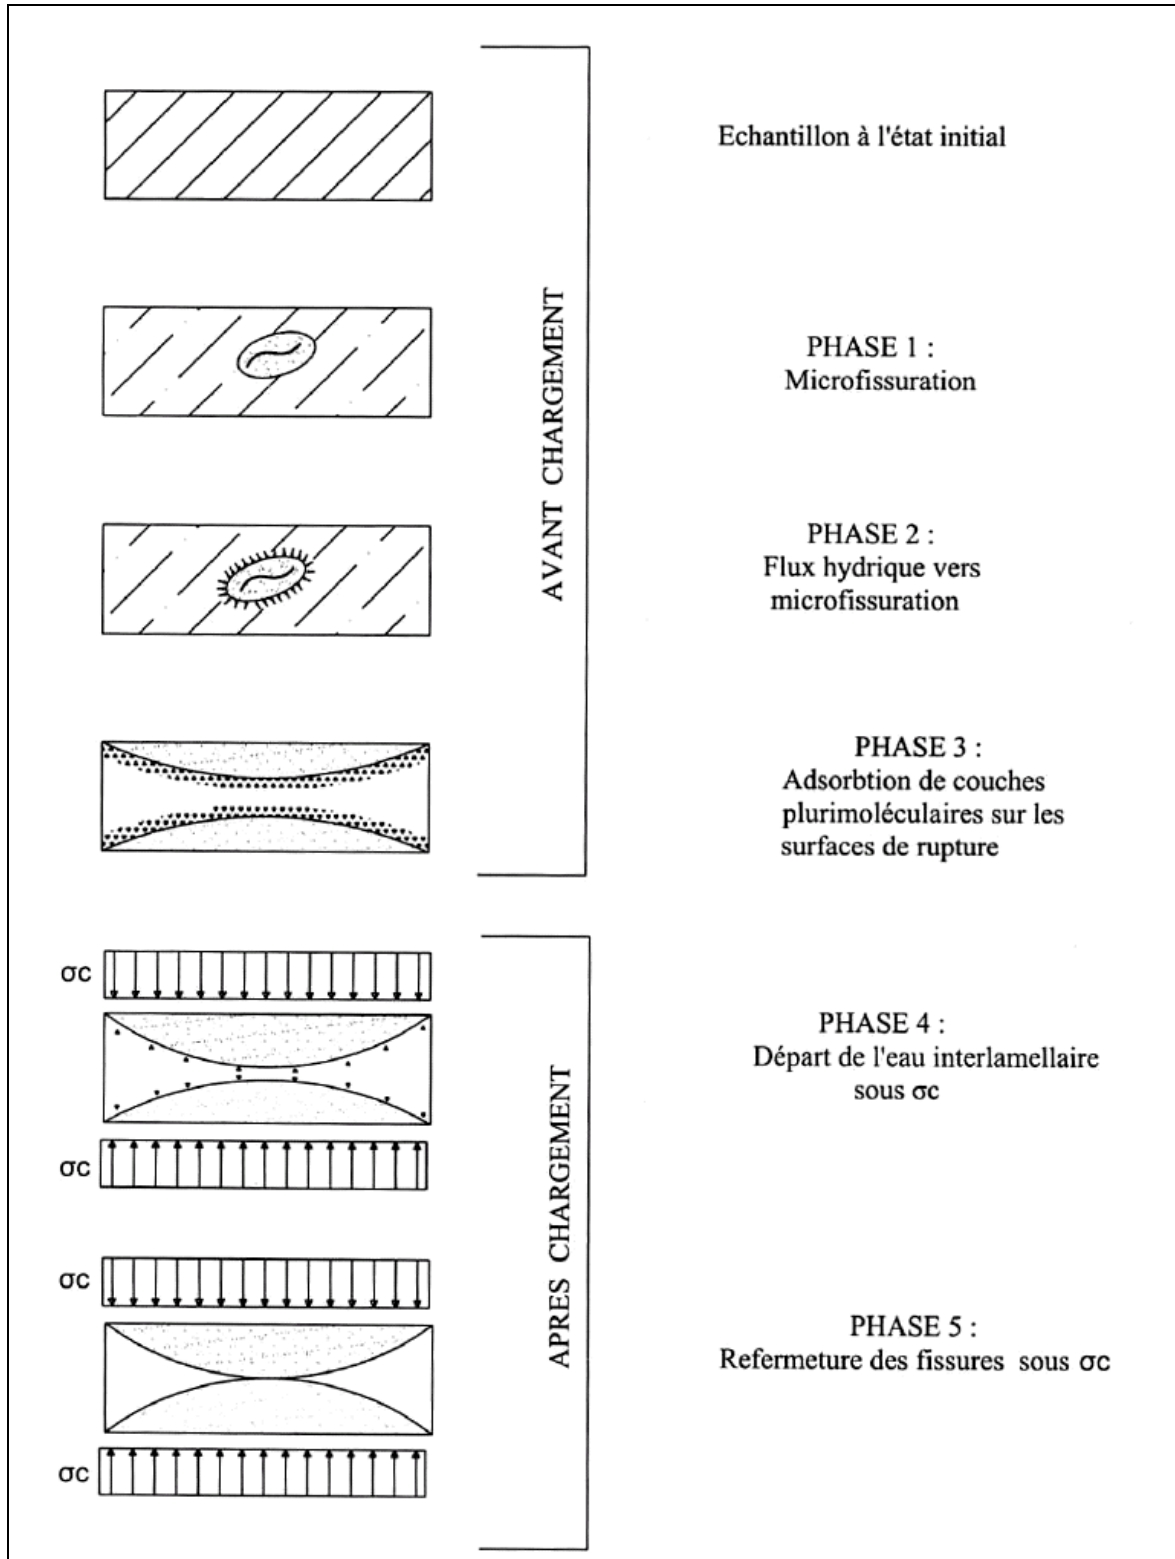 Echantillon à l'état initial
AVANT CHARGEMENT
PHASE 1 :
Microfissuration
PHASE 2 :
Flux hydrique vers
microfissuration
PHASE 3 :
Adsorbtion de couches
plurimoléculaires sur les
surfaces de rupture
APRES CHARGEMENT
σc
PHASE 4 :
Départ de l'eau interlamellaire
sous σc
σc
σc
PHASE 5 :
Refermeture des fissures sous σc
σc